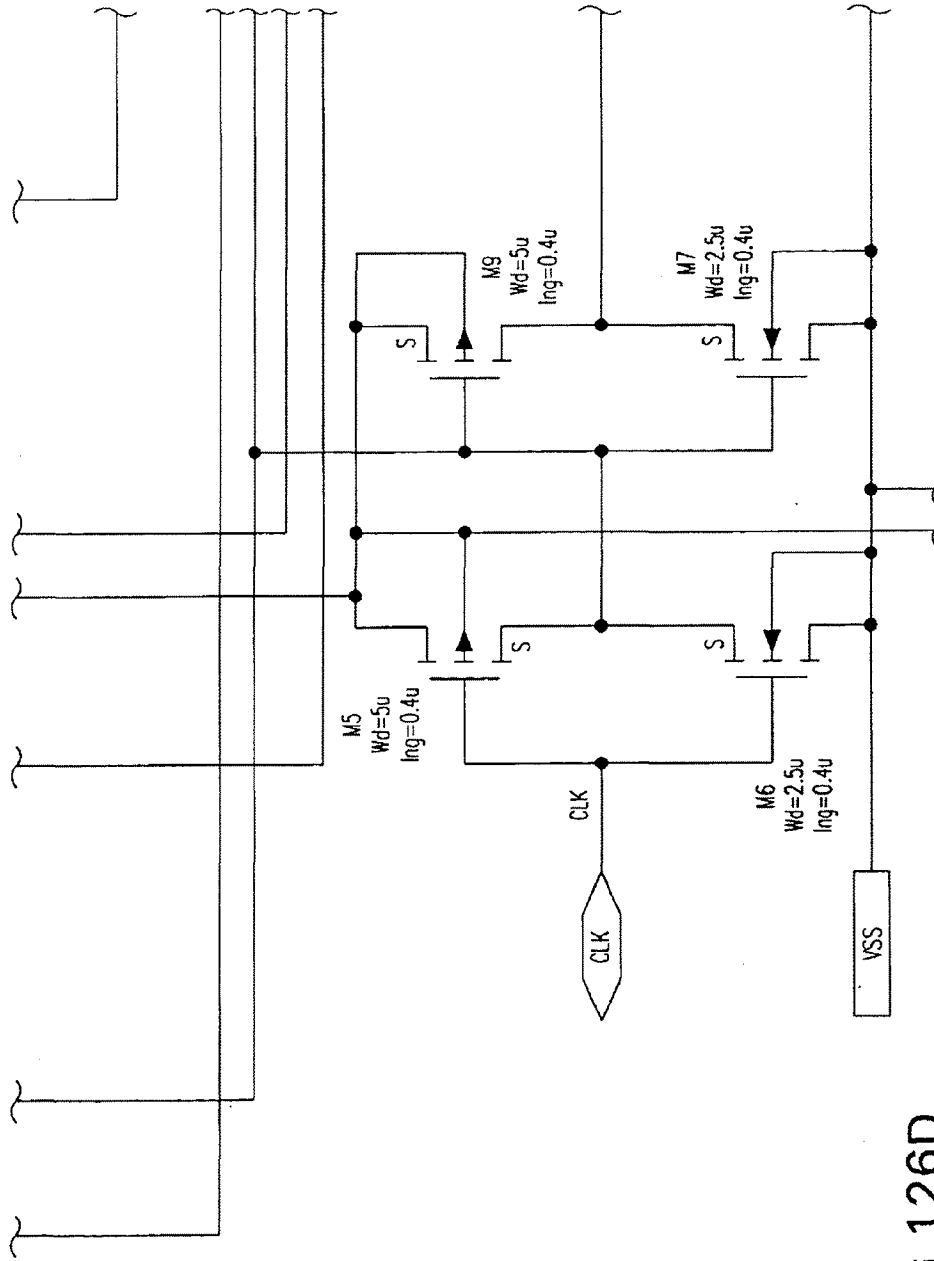 M9
Wd=5u
lng=0.4u
S
M7
Wd=2.5u
lng=0.4u
S
M5
Wd=5u
lng=0.4u
S
M6
Wd=2.5u
lng=0.4u
S
CLK
CLK
VSS
126D